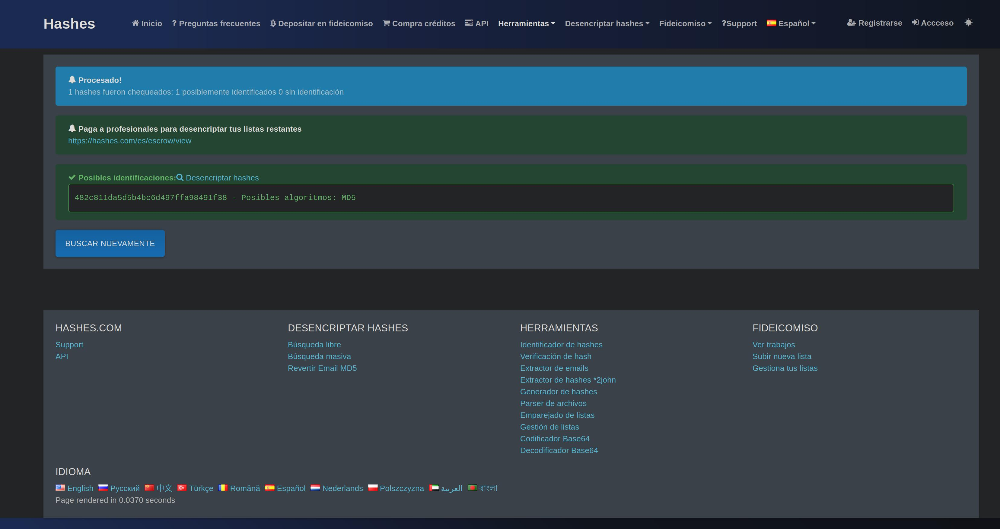 Hashes
Inicio
? Preguntas frecuentes
Depositar en fideicomiso
Compra créditos
API
Herramientas
Desencriptar hashes
Fideicomiso
?Support
Español
Registrarse
Accceso
Procesado!
1 hashes fueron chequeados: 1 posiblemente identificados 0 sin identificación
Paga a profesionales para desencriptar tus listas restantes
https://hashes.com/es/escrow/view
Posibles identificaciones: Desencriptar hashes
482c811da5d5b4bc6d497ffa98491f38 - Posibles algoritmos: MD5
BUSCAR NUEVAMENTE
HASHES.COM
Support
API
DESENCRIPTAR HASHES
Búsqueda libre
Búsqueda masiva
Revertir Email MD5
HERRAMIENTAS
Identificador de hashes
Verificación de hash
Extractor de emails
Extractor de hashes *2john
Generador de hashes
Parser de archivos
Emparejado de listas
Gestión de listas
Codificador Base64
Decodificador Base64
FIDEICOMISO
Ver trabajos
Subir nueva lista
Gestiona tus listas
IDIOMA
English Русский 中文 Türkçe Română Español Nederlands Polszczyzna العربية বাংলা
Page rendered in 0.0370 seconds